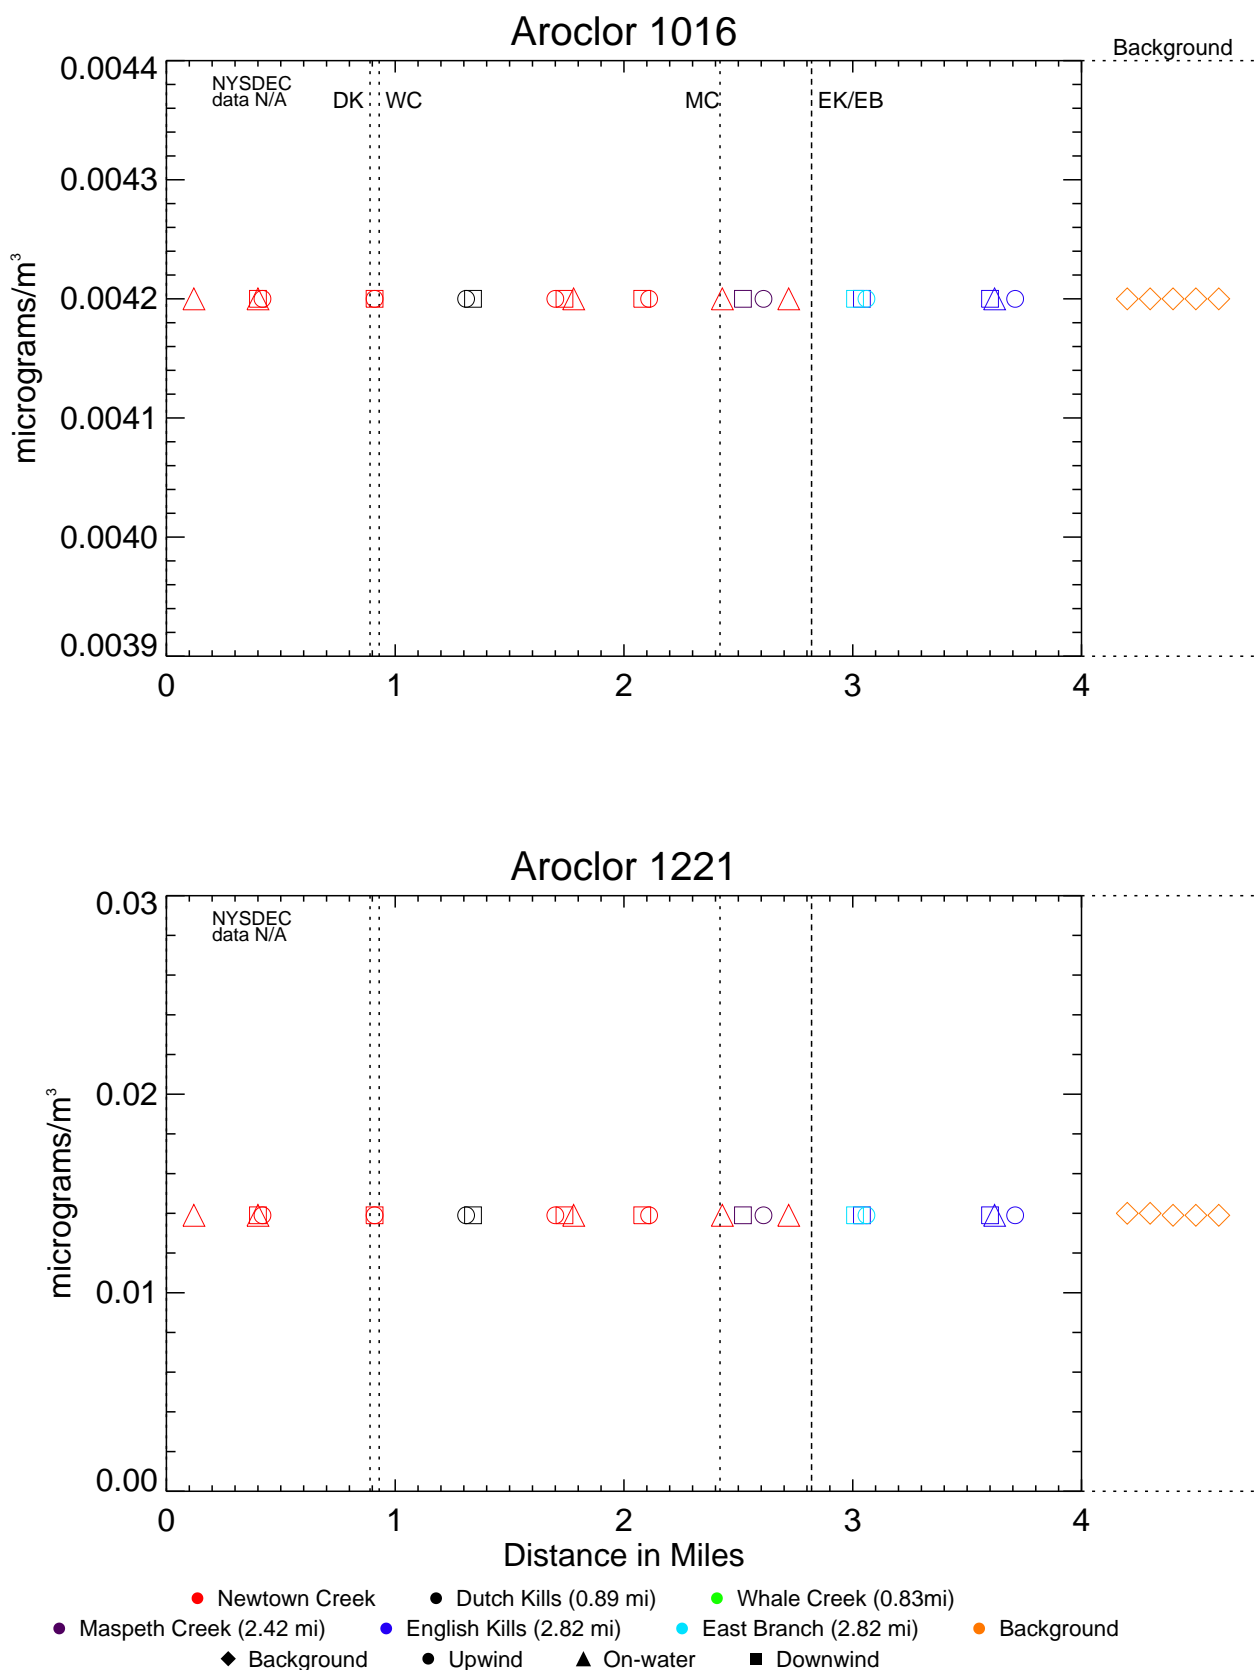 Aroclor 1016
Background
0.0044
NYSDEC
data N/A
DK
WC
MC
EK/EB
0.0043
0.0042
0.0041
0.0040
0.0039
micrograms/m³
0 1 2 3 4
Aroclor 1221
0.03
NYSDEC
data N/A
0.02
0.01
0.00
micrograms/m³
0 1 2 3 4
Distance in Miles
Newtown Creek Dutch Kills (0.89 mi) Whale Creek (0.83mi)
Maspeth Creek (2.42 mi) English Kills (2.82 mi) East Branch (2.82 mi) Background
Background Upwind On-water Downwind